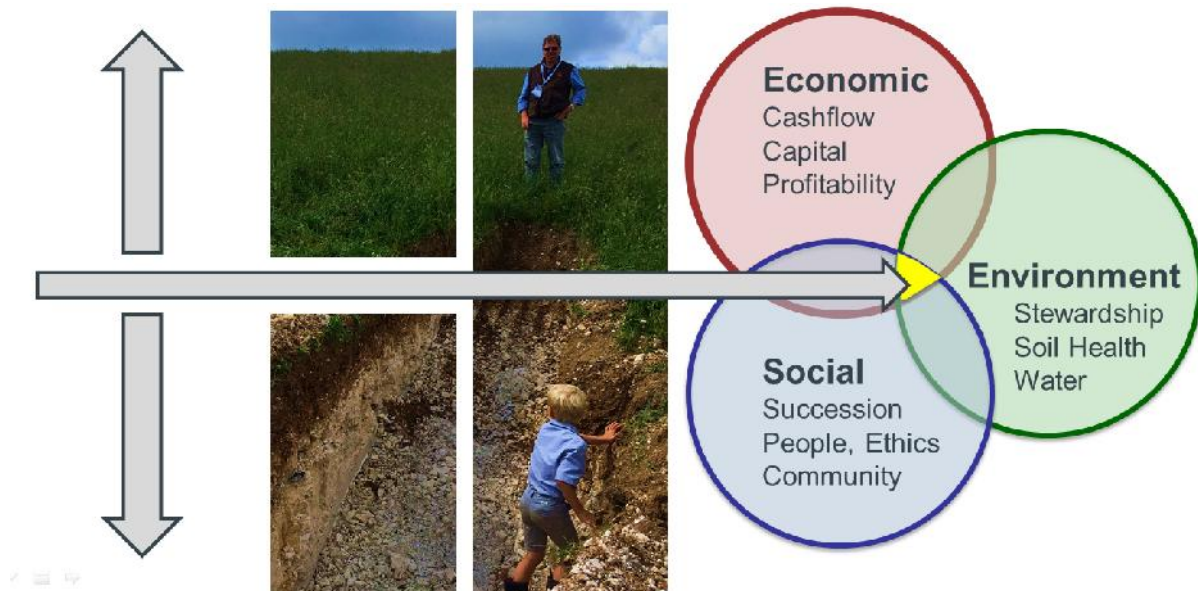 Economic
Cashflow
Capital
Profitability
Environment
Stewardship
Soil Health
Water
Social
Succession
People, Ethics
Community